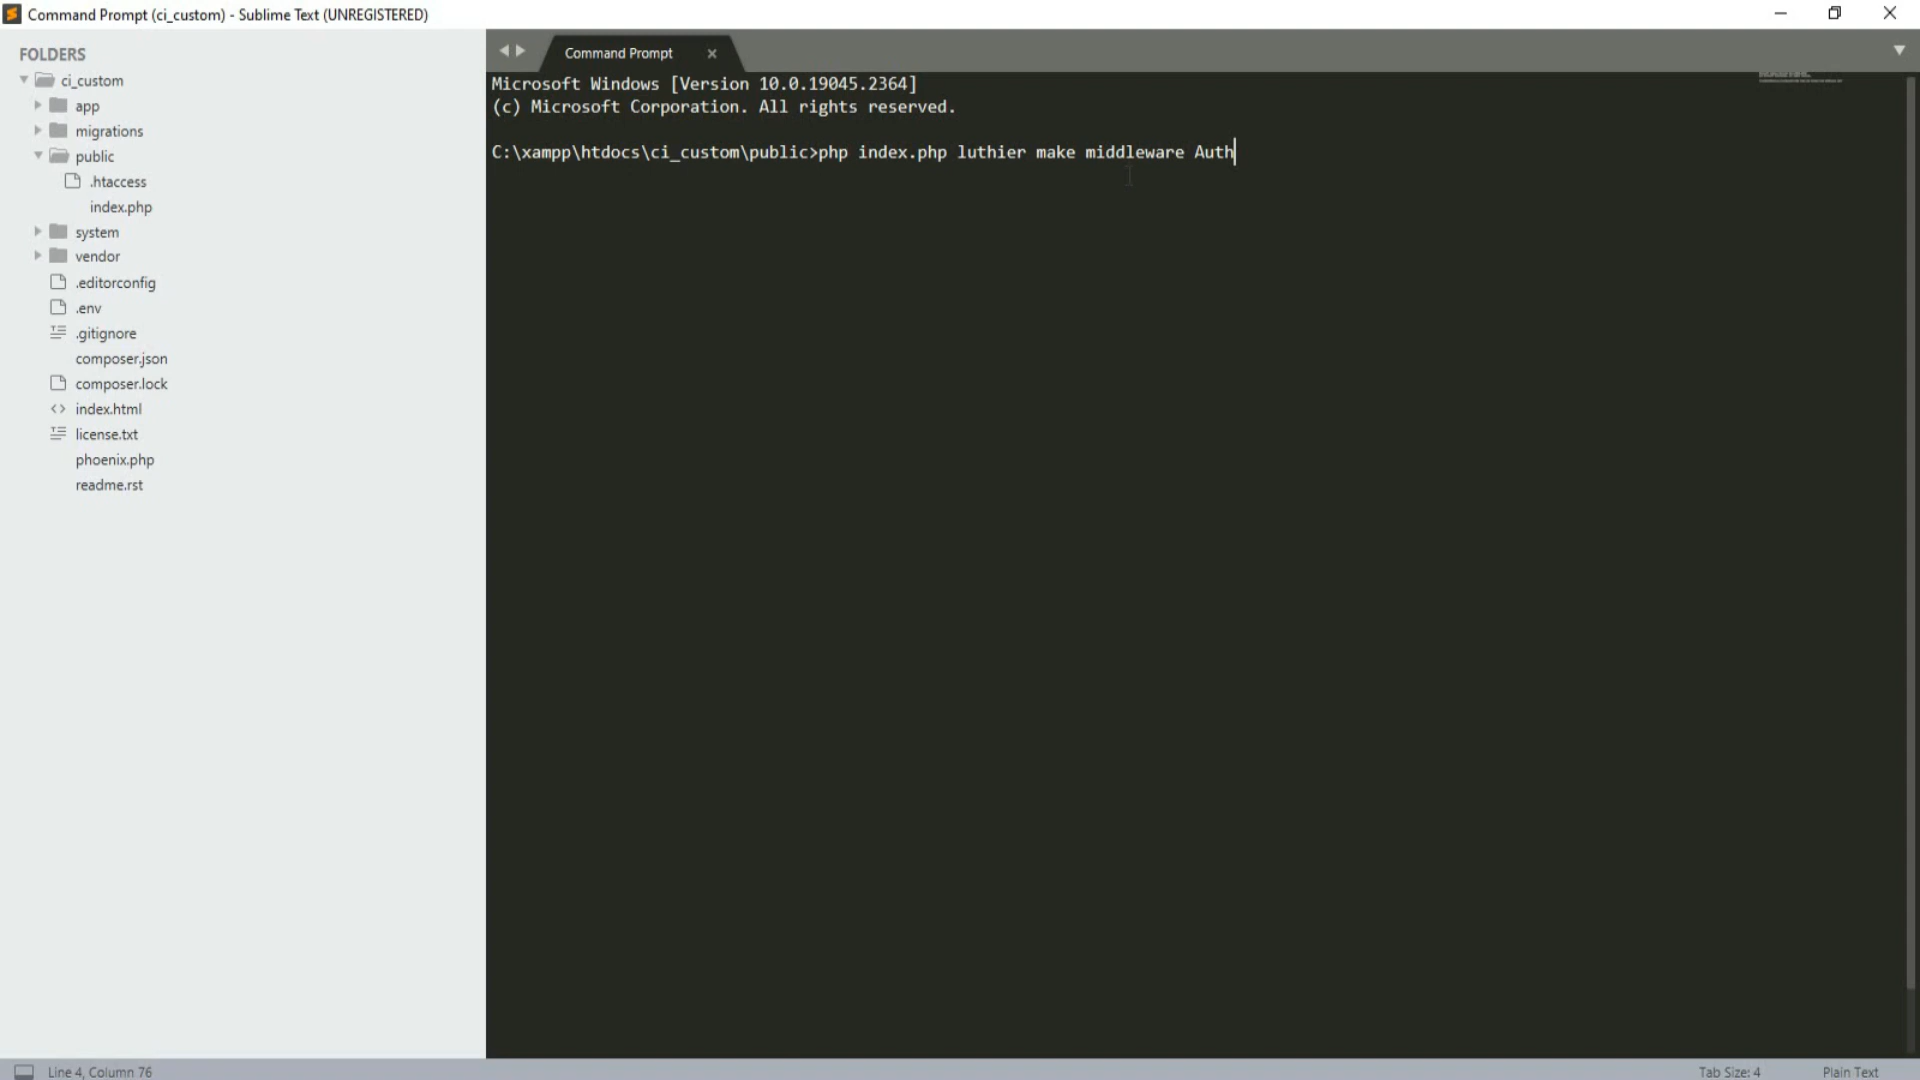 Command Prompt (ci_custom) - Sublime Text (UNREGISTERED)
FOLDERS
ci_custom
app
migrations
public
.htaccess
index.php
system
vendor
.editorconfig
.env
.gitignore
composer.json
composer.lock
index.html
license.txt
phoenix.php
readme.rst
Command Prompt
Microsoft Windows [Version 10.0.19045.2364]
(c) Microsoft Corporation. All rights reserved.
C:\xampp\htdocs\ci_custom\public>php index.php luthier make middleware Auth
Line 4, Column 76
Tab Size: 4
Plain Text